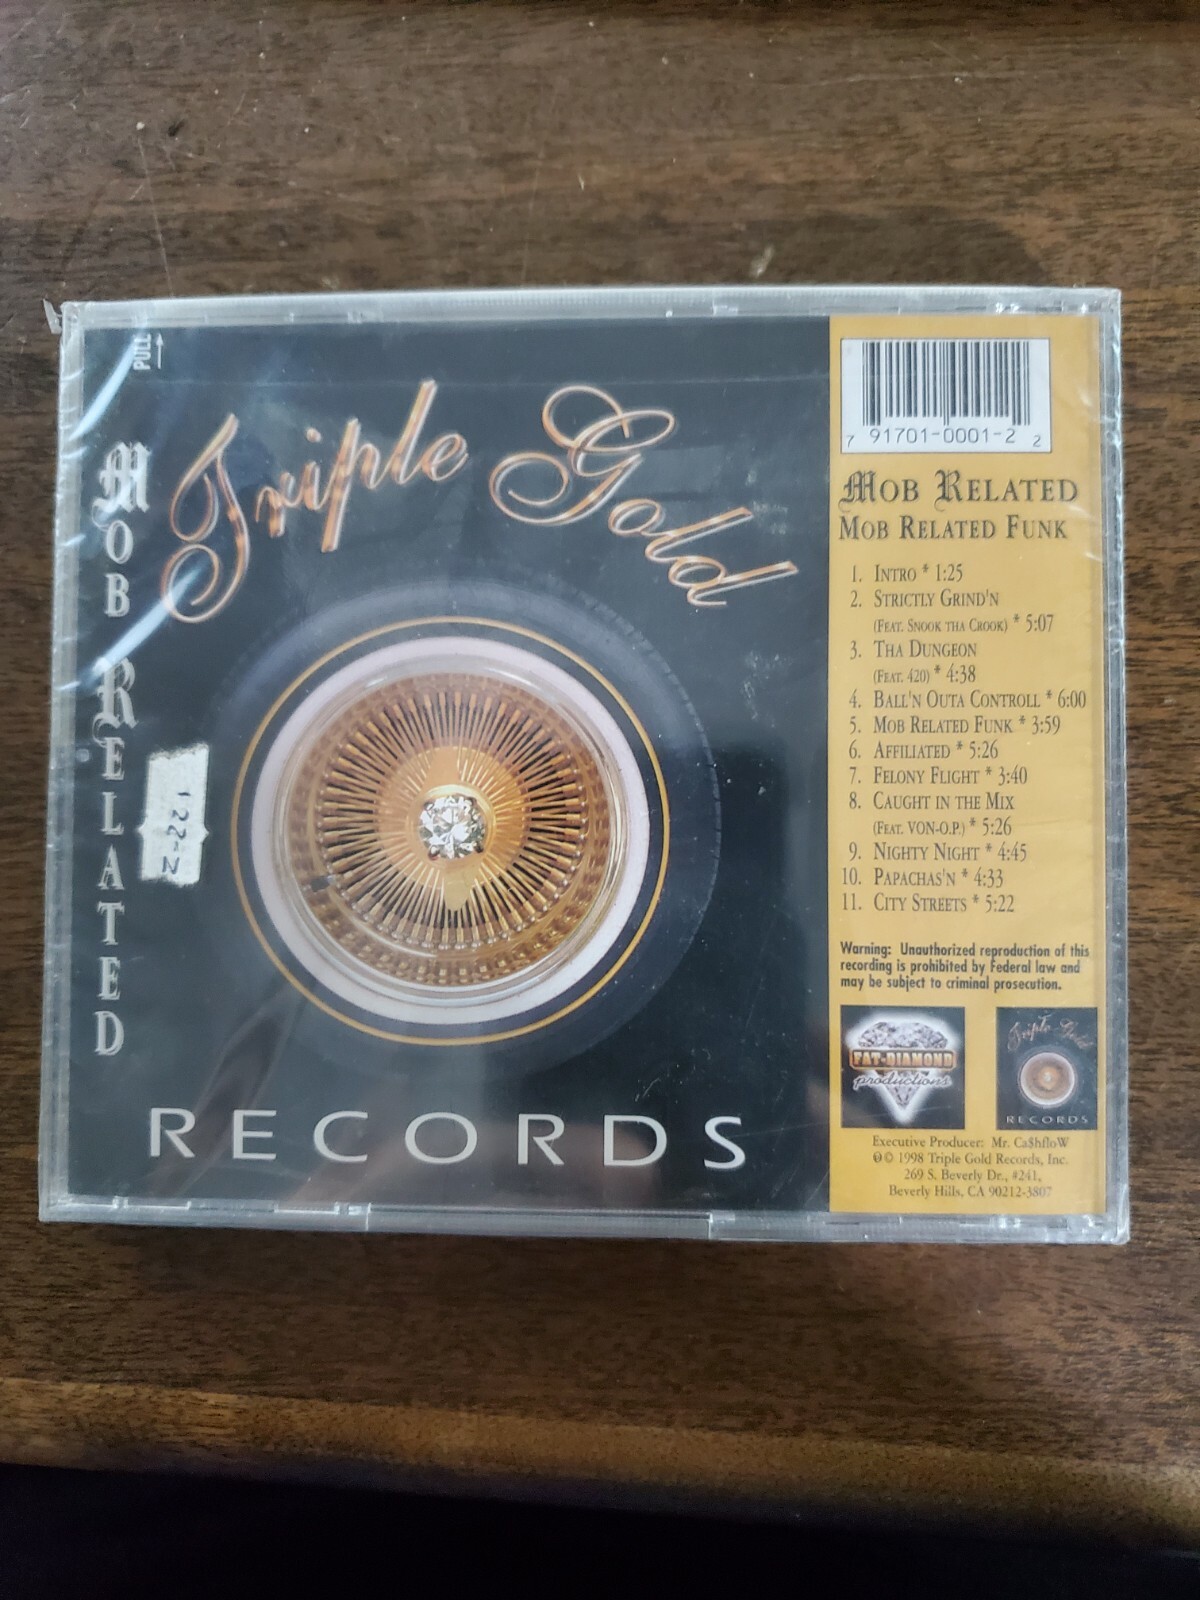 PULL
MOB RELATED
Triple Gold
122-N
RECORDS
7 91701-0001-2 2
MOB RELATED
MOB RELATED FUNK
1. INTRO * 1:25
2. STRICTLY GRIND'N
(FEAT. SNOOK THA CROOK) * 5:07
3. THA DUNGEON
(FEAT. 420) * 4:38
4. BALL'N OUTA CONTROLL * 6:00
5. MOB RELATED FUNK * 3:59
6. AFFILIATED * 5:26
7. FELONY FLIGHT * 3:40
8. CAUGHT IN THE MIX
(FEAT. VON-O.P.) * 5:26
9. NIGHTY NIGHT * 4:45
10. PAPACHAS'N * 4:33
11. CITY STREETS * 5:22
Warning: Unauthorized reproduction of this
recording is prohibited by Federal law and
may be subject to criminal prosecution.
FAT-DIAMOND
productions
Triple Gold
RECORDS
Executive Producer: Mr. Ca$hfloW
℗© 1998 Triple Gold Records, Inc.
269 S. Beverly Dr., #241,
Beverly Hills, CA 90212-3807